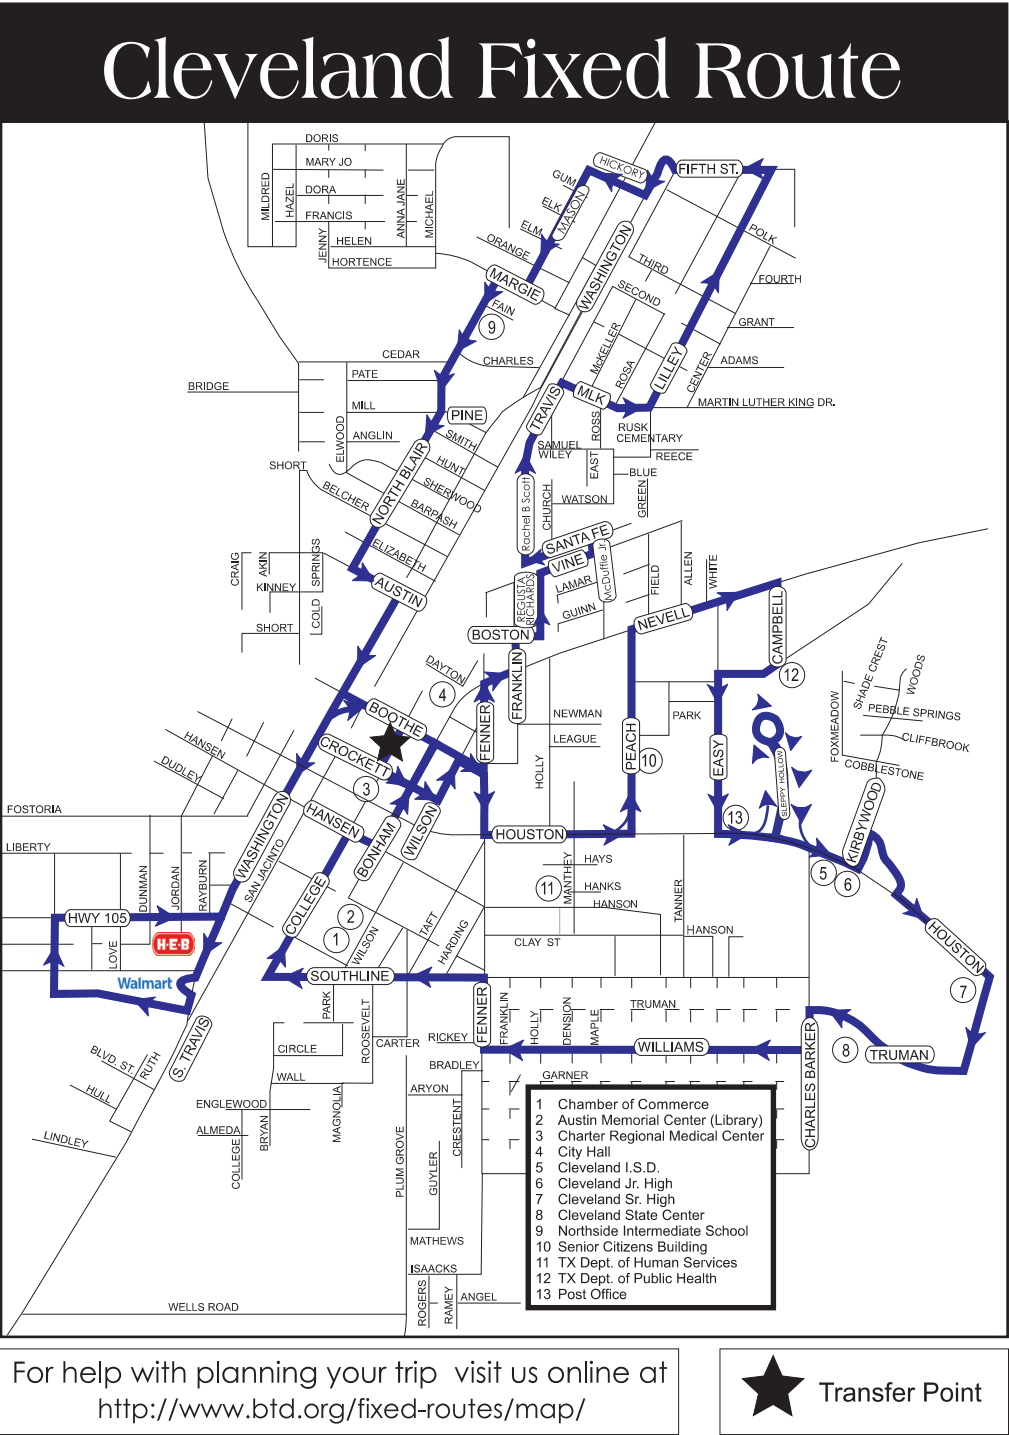 Cleveland Fixed Route
DORIS
MARY JO
DORA
FRANCIS
HELEN
HORTENCE
MILDRED
HAZEL
JENNY
ANNA JANE
MICHAEL
HICKORY
FIFTH ST.
GUM
ELK
ELM
MASON
ORANGE
MARGIE
WASHINGTON
POLK
THIRD
FOURTH
SECOND
FAIN
9
GRANT
McKELLER
ROSA
LILLEY
CENTER
ADAMS
CEDAR
CHARLES
PATE
BRIDGE
MILL
PINE
TRAVIS
MLK
MARTIN LUTHER KING DR.
ELWOOD
ANGLIN
SMITH
NORTH BLAIR
HUNT
SHERWOOD
BARPASH
SAMUEL
WILEY
ROSS
EAST
RUSK
CEMENTARY
REECE
BLUE
GREEN
SHORT
BELCHER
Rachel B Scott
CHURCH
WATSON
ELIZABETH
AUSTIN
CRAIG
AKIN
KINNEY
SPRINGS
COLD
SHORT
SANTA FE
VINE
McDuffie Jr
LAMAR
GUINN
REGUSTA
RICHARDS
BOSTON
FIELD
ALLEN
WHITE
NEVELL
CAMPBELL
12
DAYTON
4
FRANKLIN
FENNER
BOOTHE
CROCKETT
3
NEWMAN
LEAGUE
HOLLY
PEACH
10
PARK
EASY
13
SLEPPY HOLLOW
FOXMEADOW
SHADE CREST
WOODS
PEBBLE SPRINGS
CLIFFBROOK
COBBLESTONE
KIRBYWOOD
HANSEN
DUDLEY
FOSTORIA
LIBERTY
WASHINGTON
SAN JACINTO
HANSEN
BONHAM
WILSON
HOUSTON
5
6
DUNMAN
JORDAN
RAYBURN
HWY 105
LOVE
H-E-B
Walmart
COLLEGE
2
1
WILSON
TAFT
HARDING
11
MANTHEY
HAYS
HANKS
HANSON
TANNER
HANSON
CLAY ST
HOUSTON
7
SOUTHLINE
FENNER
FRANKLIN
HOLLY
DENSION
MAPLE
TRUMAN
WILLIAMS
CHARLES BARKER
8
TRUMAN
S. TRAVIS
BLVD. ST.
RUTH
HULL
LINDLEY
PARK
ROOSEVELT
CARTER
RICKEY
CIRCLE
WALL
BRADLEY
ARYON
GARNER
ENGLEWOOD
ALMEDA
COLLEGE
BRYAN
MAGNOLIA
PLUM GROVE
GUYLER
CRESTENT
MATHEWS
ISAACKS
ROGERS
RAMEY
ANGEL
WELLS ROAD
1 Chamber of Commerce
2 Austin Memorial Center (Library)
3 Charter Regional Medical Center
4 City Hall
5 Cleveland I.S.D.
6 Cleveland Jr. High
7 Cleveland Sr. High
8 Cleveland State Center
9 Northside Intermediate School
10 Senior Citizens Building
11 TX Dept. of Human Services
12 TX Dept. of Public Health
13 Post Office
For help with planning your trip visit us online at
http://www.btd.org/fixed-routes/map/
Transfer Point